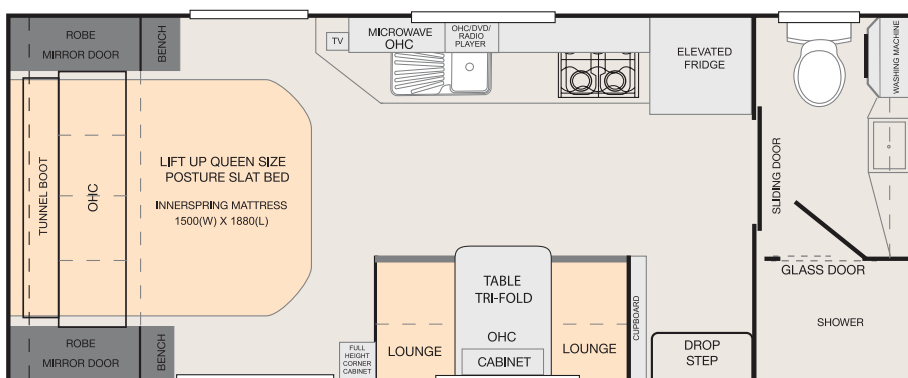 ROBE
MIRROR DOOR
BENCH
TV
MICROWAVE
OHC
OHC/DVD/
RADIO
PLAYER
ELEVATED
FRIDGE
WASHING MACHINE
TUNNEL BOOT
OHC
LIFT UP QUEEN SIZE
POSTURE SLAT BED
INNERSPRING MATTRESS
1500(W) X 1880(L)
SLIDING DOOR
GLASS DOOR
SHOWER
TABLE
TRI-FOLD
OHC
CABINET
LOUNGE
LOUNGE
CUPBOARD
DROP
STEP
FULL
HEIGHT
CORNER
CABINET
ROBE
MIRROR DOOR
BENCH